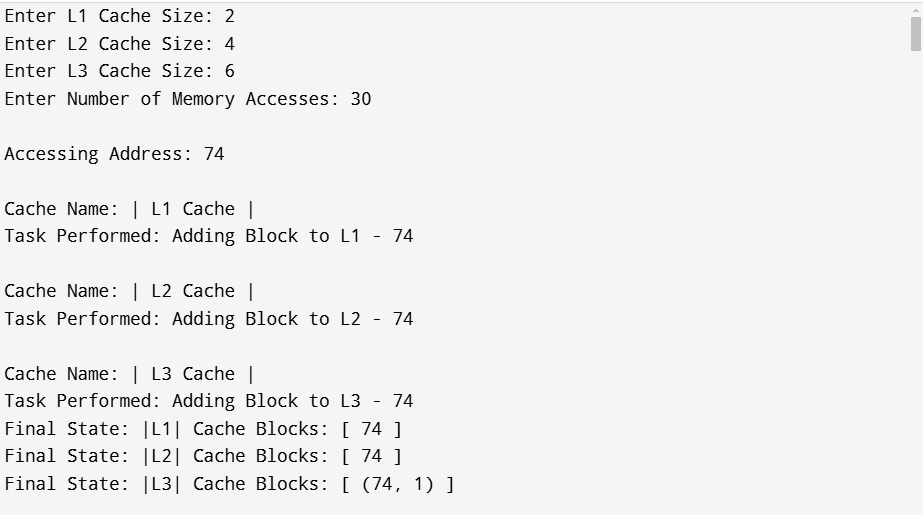 Enter L1 Cache Size: 2
Enter L2 Cache Size: 4
Enter L3 Cache Size: 6
Enter Number of Memory Accesses: 30
Accessing Address: 74
Cache Name: | L1 Cache |
Task Performed: Adding Block to L1 - 74
Cache Name: | L2 Cache |
Task Performed: Adding Block to L2 - 74
Cache Name: | L3 Cache |
Task Performed: Adding Block to L3 - 74
Final State: |L1| Cache Blocks: [ 74 ]
Final State: |L2| Cache Blocks: [ 74 ]
Final State: |L3| Cache Blocks: [ (74, 1) ]